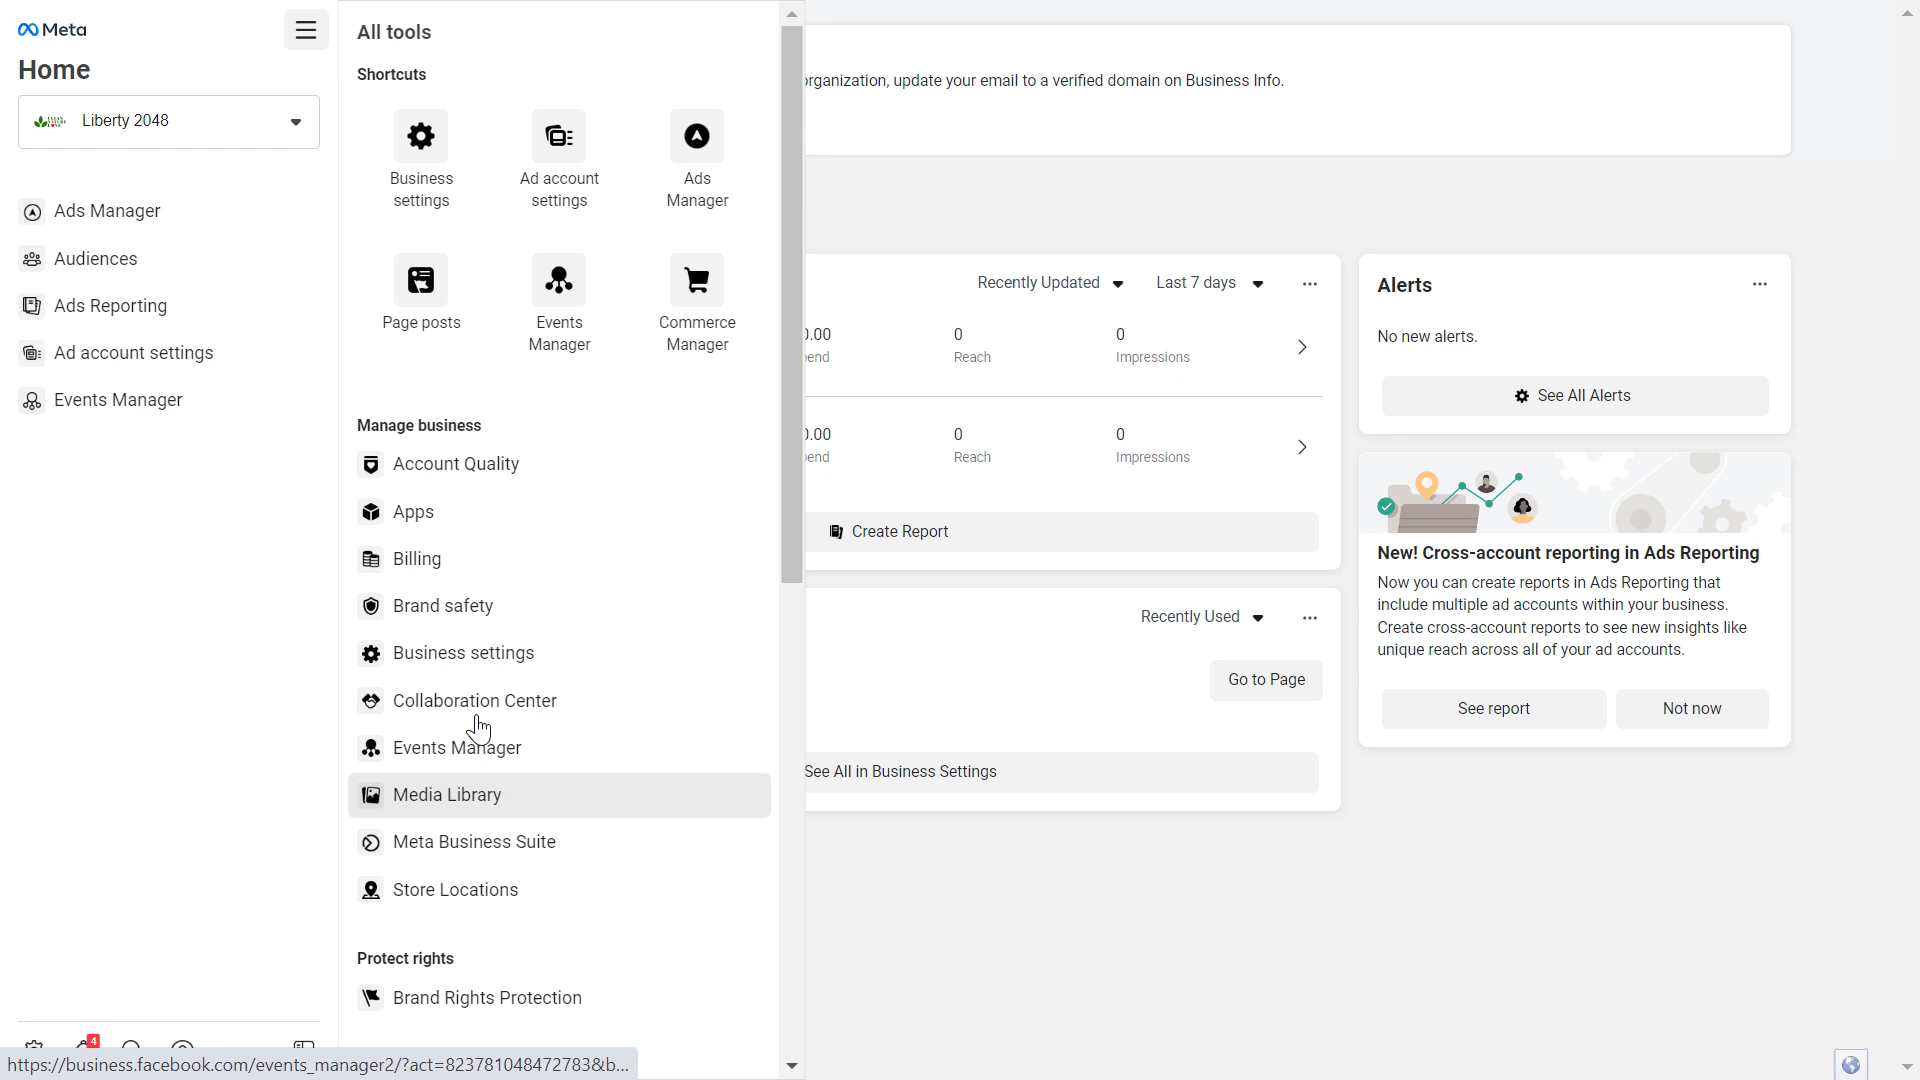 Meta
Home
Liberty 2048
Ads Manager
Audiences
Ads Reporting
Ad account settings
Events Manager
4
https://business.facebook.com/events_manager2/?act=823781048472783&b...
All tools
Shortcuts
Business
settings
Ad account
settings
Ads
Manager
Page posts
Events
Manager
Commerce
Manager
Manage business
Account Quality
Apps
Billing
Brand safety
Business settings
Collaboration Center
Events Manager
Media Library
Meta Business Suite
Store Locations
Protect rights
Brand Rights Protection
organization, update your email to a verified domain on Business Info.
Recently Updated
Last 7 days
0.00
0
0
Reach
Impressions
0.00
0
0
Reach
Impressions
Create Report
Recently Used
Go to Page
See All in Business Settings
Alerts
No new alerts.
See All Alerts
New! Cross-account reporting in Ads Reporting
Now you can create reports in Ads Reporting that
include multiple ad accounts within your business.
Create cross-account reports to see new insights like
unique reach across all of your ad accounts.
See report
Not now